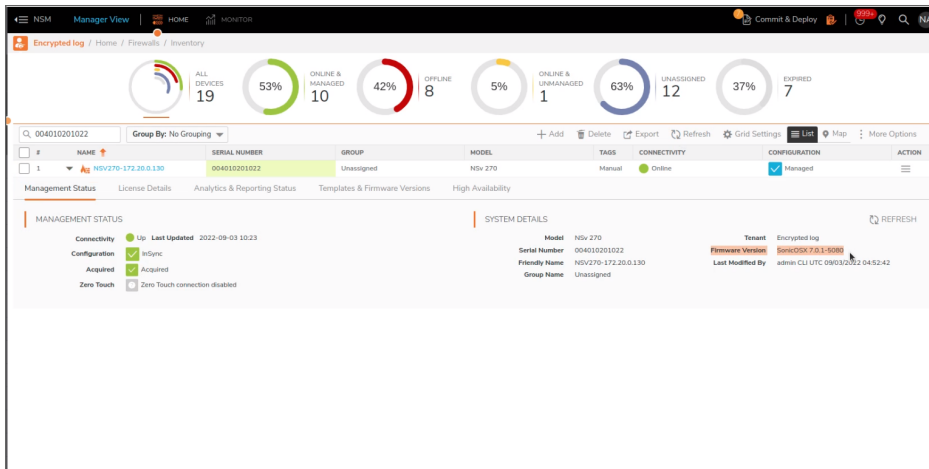 NSM Manager View HOME MONITOR 999+ Commit & Deploy NA
Encrypted log / Home / Firewalls / Inventory
ALL DEVICES 19
53% ONLINE & MANAGED 10
42% OFFLINE 8
5% ONLINE & UNMANAGED 1
63% UNASSIGNED 12
37% EXPIRED 7
004010201022 Group By: No Grouping Add Delete Export Refresh Grid Settings List Map More Options
# NAME SERIAL NUMBER GROUP MODEL TAGS CONNECTIVITY CONFIGURATION ACTION
1 NSV270-172.20.0.130 004010201022 Unassigned NSv 270 Manual Online Managed
Management Status License Details Analytics & Reporting Status Templates & Firmware Versions High Availability
MANAGEMENT STATUS
Connectivity Up Last Updated 2022-09-03 10:23
Configuration InSync
Acquired Acquired
Zero Touch Zero Touch connection disabled
SYSTEM DETAILS REFRESH
Model NSv 270 Tenant Encrypted log
Serial Number 004010201022 Firmware Version SonicOSX 7.0.1-5080
Friendly Name NSV270-172.20.0.130 Last Modified By admin CLI UTC 09/03/2022 04:52:42
Group Name Unassigned